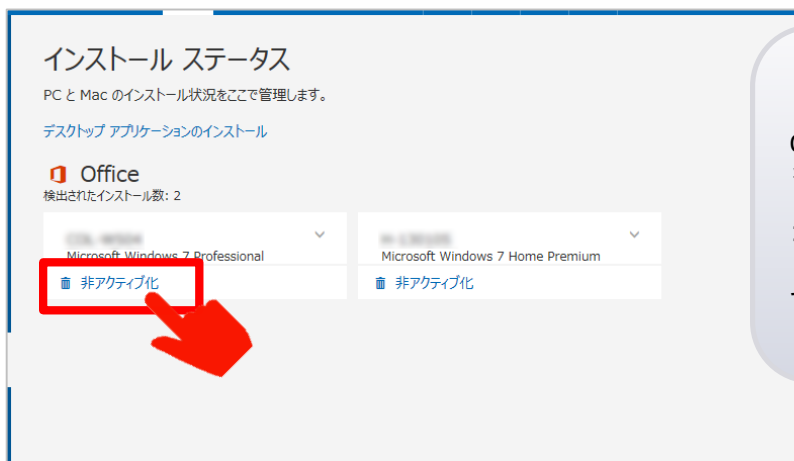 インストール ステータス
PC と Mac のインストール状況をここで管理します。
デスクトップ アプリケーションのインストール
Office
検出されたインストール数: 2
Microsoft Windows 7 Professional
非アクティブ化
Microsoft Windows 7 Home Premium
非アクティブ化